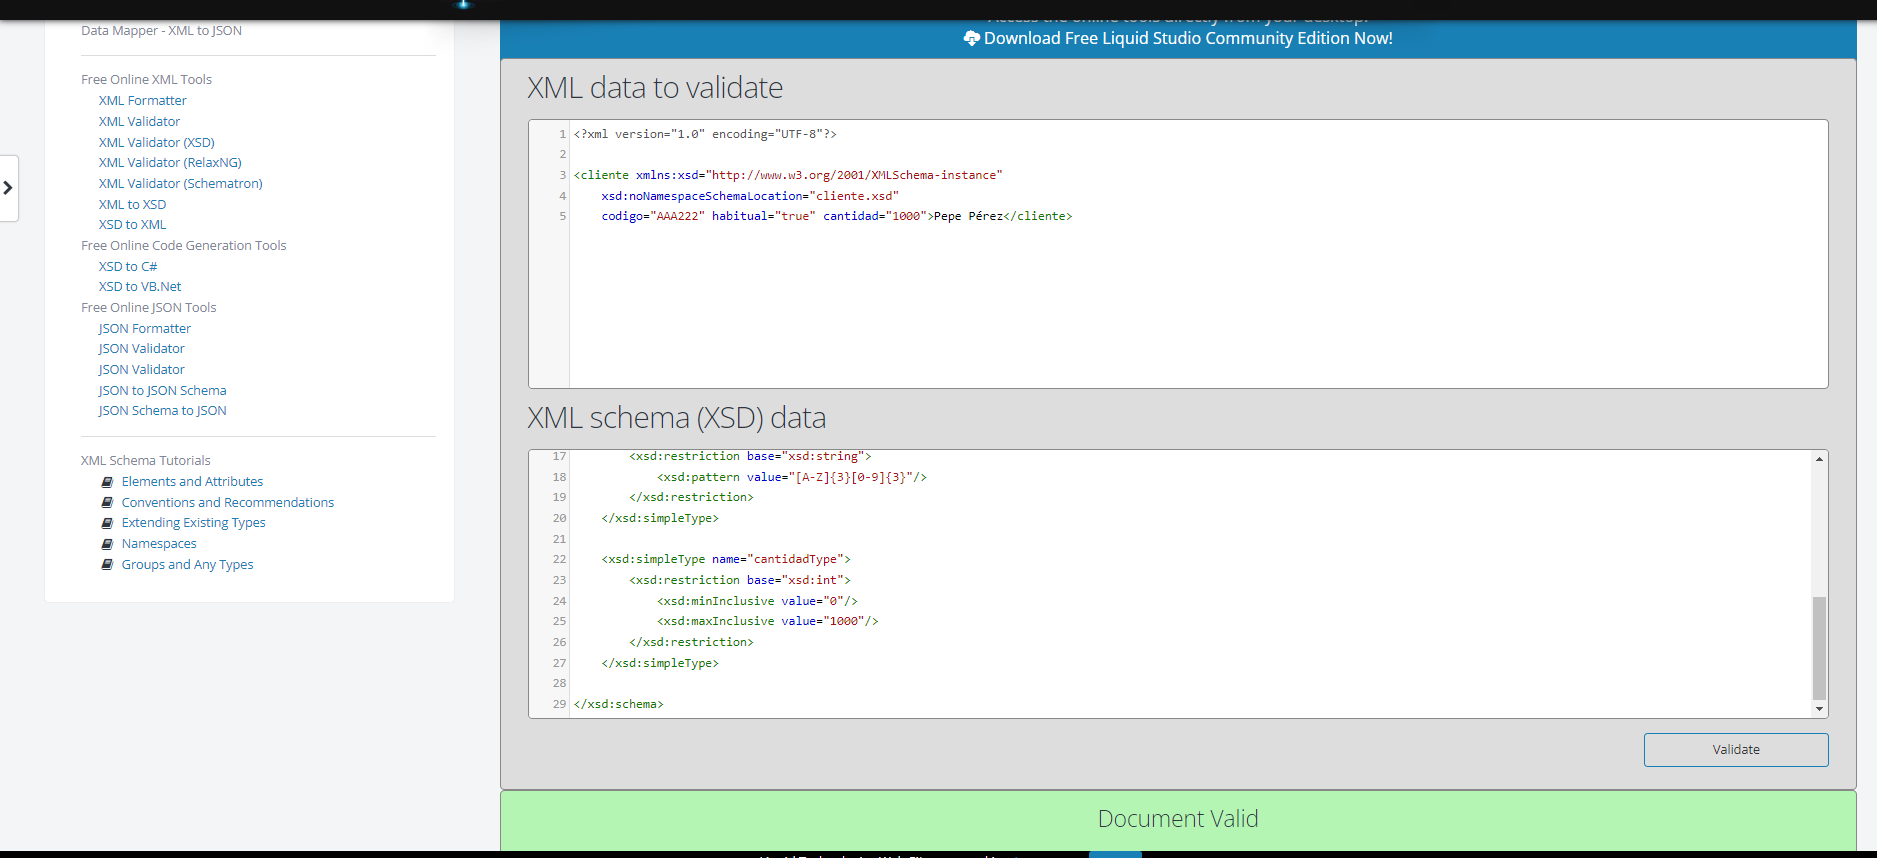 Data Mapper - XML to JSON
Free Online XML Tools
XML Formatter
XML Validator
XML Validator (XSD)
XML Validator (RelaxNG)
XML Validator (Schematron)
XML to XSD
XSD to XML
Free Online Code Generation Tools
XSD to C#
XSD to VB.Net
Free Online JSON Tools
JSON Formatter
JSON Validator
JSON Validator
JSON to JSON Schema
JSON Schema to JSON
XML Schema Tutorials
Elements and Attributes
Conventions and Recommendations
Extending Existing Types
Namespaces
Groups and Any Types
Access the online tools directly from your desktop!
Download Free Liquid Studio Community Edition Now!
XML data to validate
1 <?xml version="1.0" encoding="UTF-8"?>
2
3 <cliente xmlns:xsd="http://www.w3.org/2001/XMLSchema-instance"
4 xsd:noNamespaceSchemaLocation="cliente.xsd"
5 codigo="AAA222" habitual="true" cantidad="1000">Pepe Pérez</cliente>
XML schema (XSD) data
17 <xsd:restriction base="xsd:string">
18 <xsd:pattern value="[A-Z]{3}[0-9]{3}"/>
19 </xsd:restriction>
20 </xsd:simpleType>
21
22 <xsd:simpleType name="cantidadType">
23 <xsd:restriction base="xsd:int">
24 <xsd:minInclusive value="0"/>
25 <xsd:maxInclusive value="1000"/>
26 </xsd:restriction>
27 </xsd:simpleType>
28
29 </xsd:schema>
Validate
Document Valid